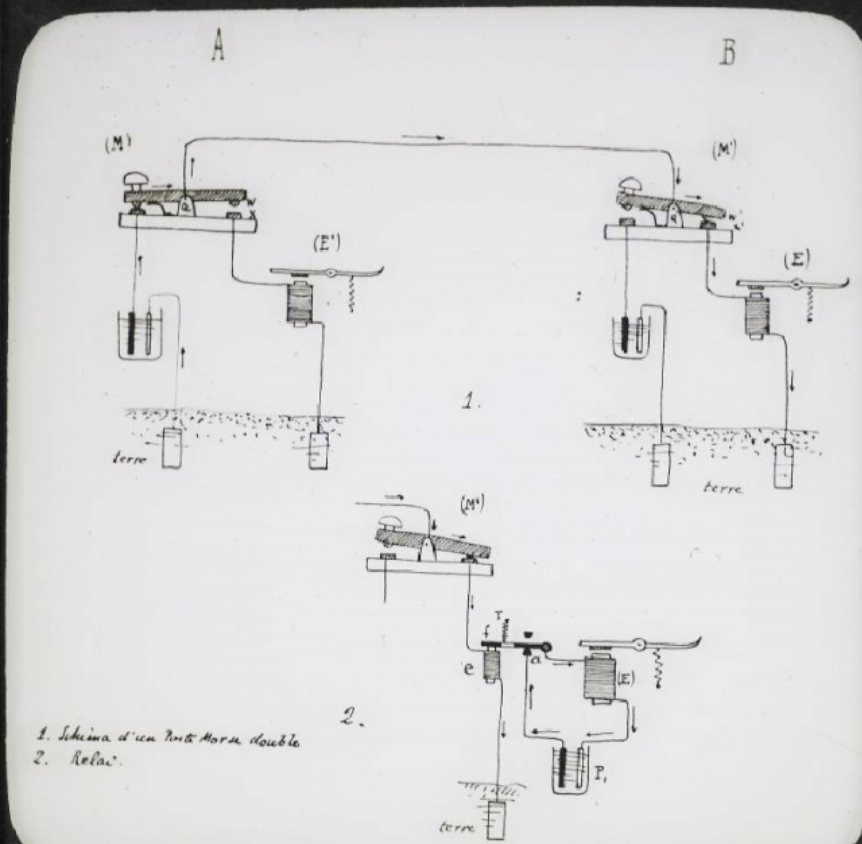 A
B
(M)
(M')
W
X
(E')
(E)
1.
terre
terre
(M')
T
f
e
a
(E)
2.
P₁
terre
1. Schéma d'un Poste Morse double
2. Relai.